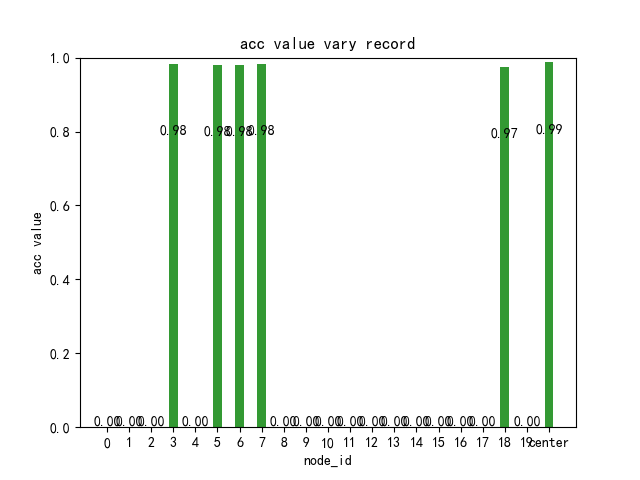 acc value vary record
1.0
0.8
0.6
0.4
0.2
0.0
acc value
0.98 0.98 0.98 0.98 0.97 0.99
0.00 0.00 0.00 0.00 0.00 0.00 0.00 0.00 0.00 0.00 0.00 0.00 0.00 0.00 0.00
0 1 2 3 4 5 6 7 8 9 10 11 12 13 14 15 16 17 18 19 center
node_id